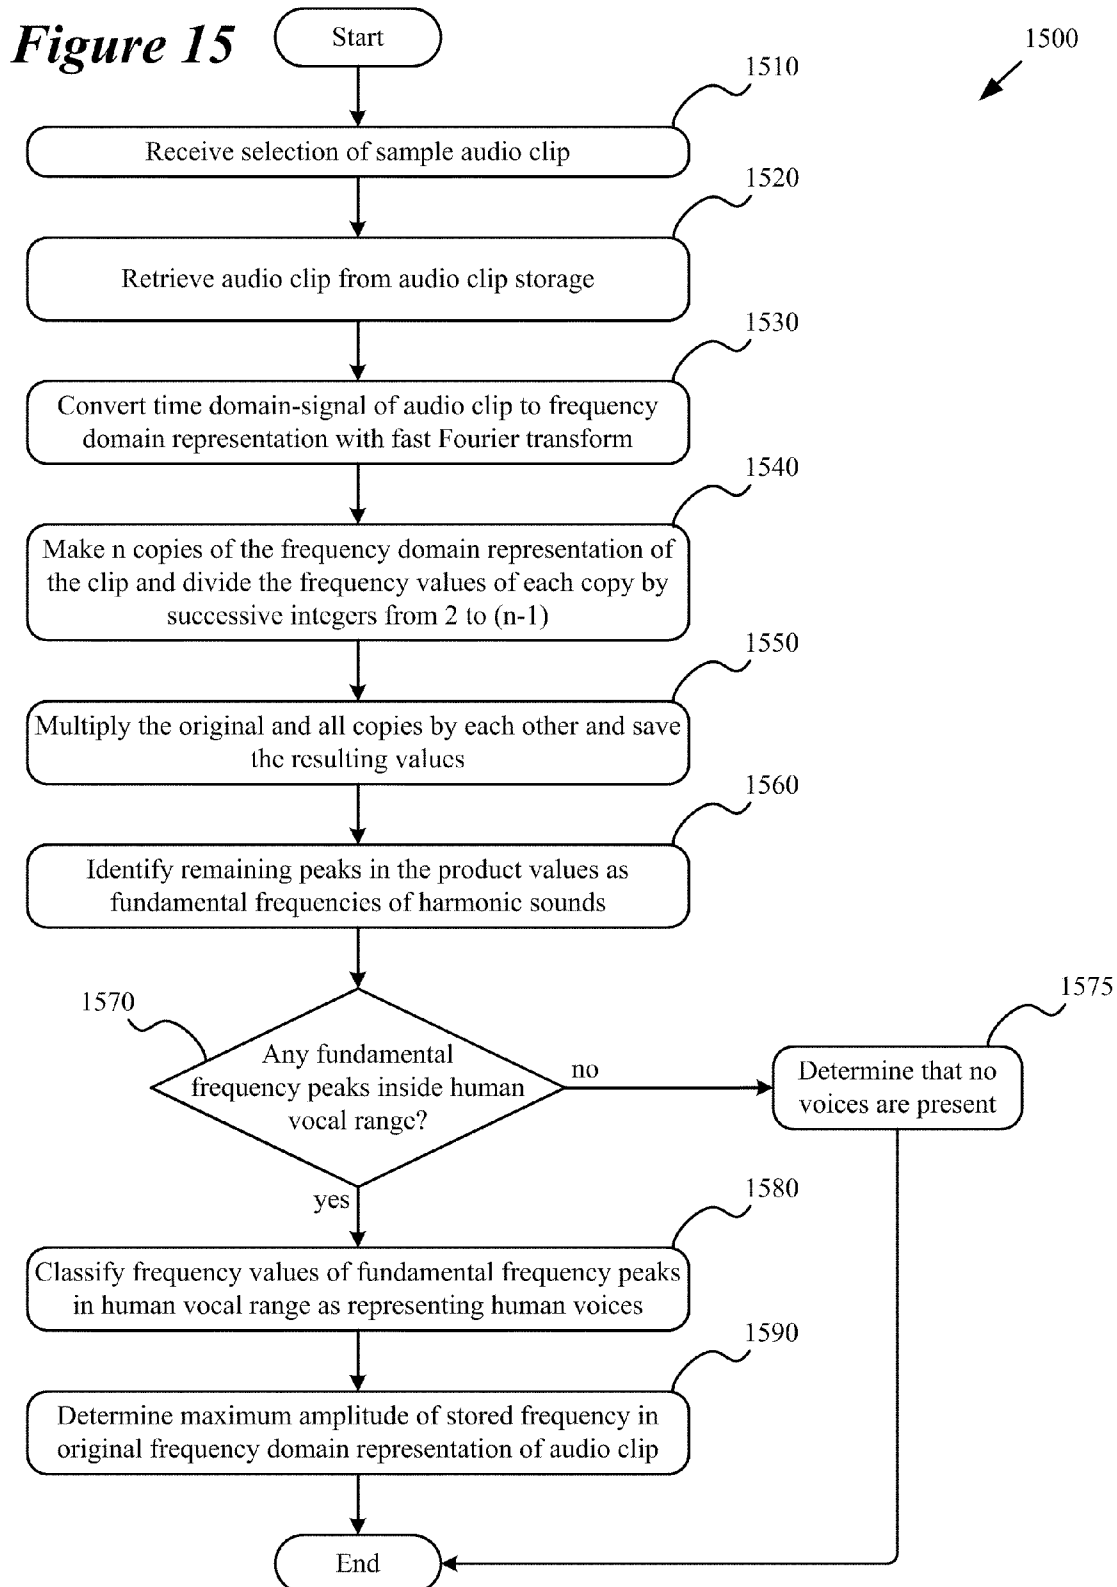 Figure 15
Start
1500
1510
Receive selection of sample audio clip
1520
Retrieve audio clip from audio clip storage
1530
Convert time domain-signal of audio clip to frequency
domain representation with fast Fourier transform
1540
Make n copies of the frequency domain representation of
the clip and divide the frequency values of each copy by
successive integers from 2 to (n-1)
1550
Multiply the original and all copies by each other and save
the resulting values
1560
Identify remaining peaks in the product values as
fundamental frequencies of harmonic sounds
1570
Any fundamental
frequency peaks inside human
vocal range?
no
1575
Determine that no
voices are present
yes
1580
Classify frequency values of fundamental frequency peaks
in human vocal range as representing human voices
1590
Determine maximum amplitude of stored frequency in
original frequency domain representation of audio clip
End